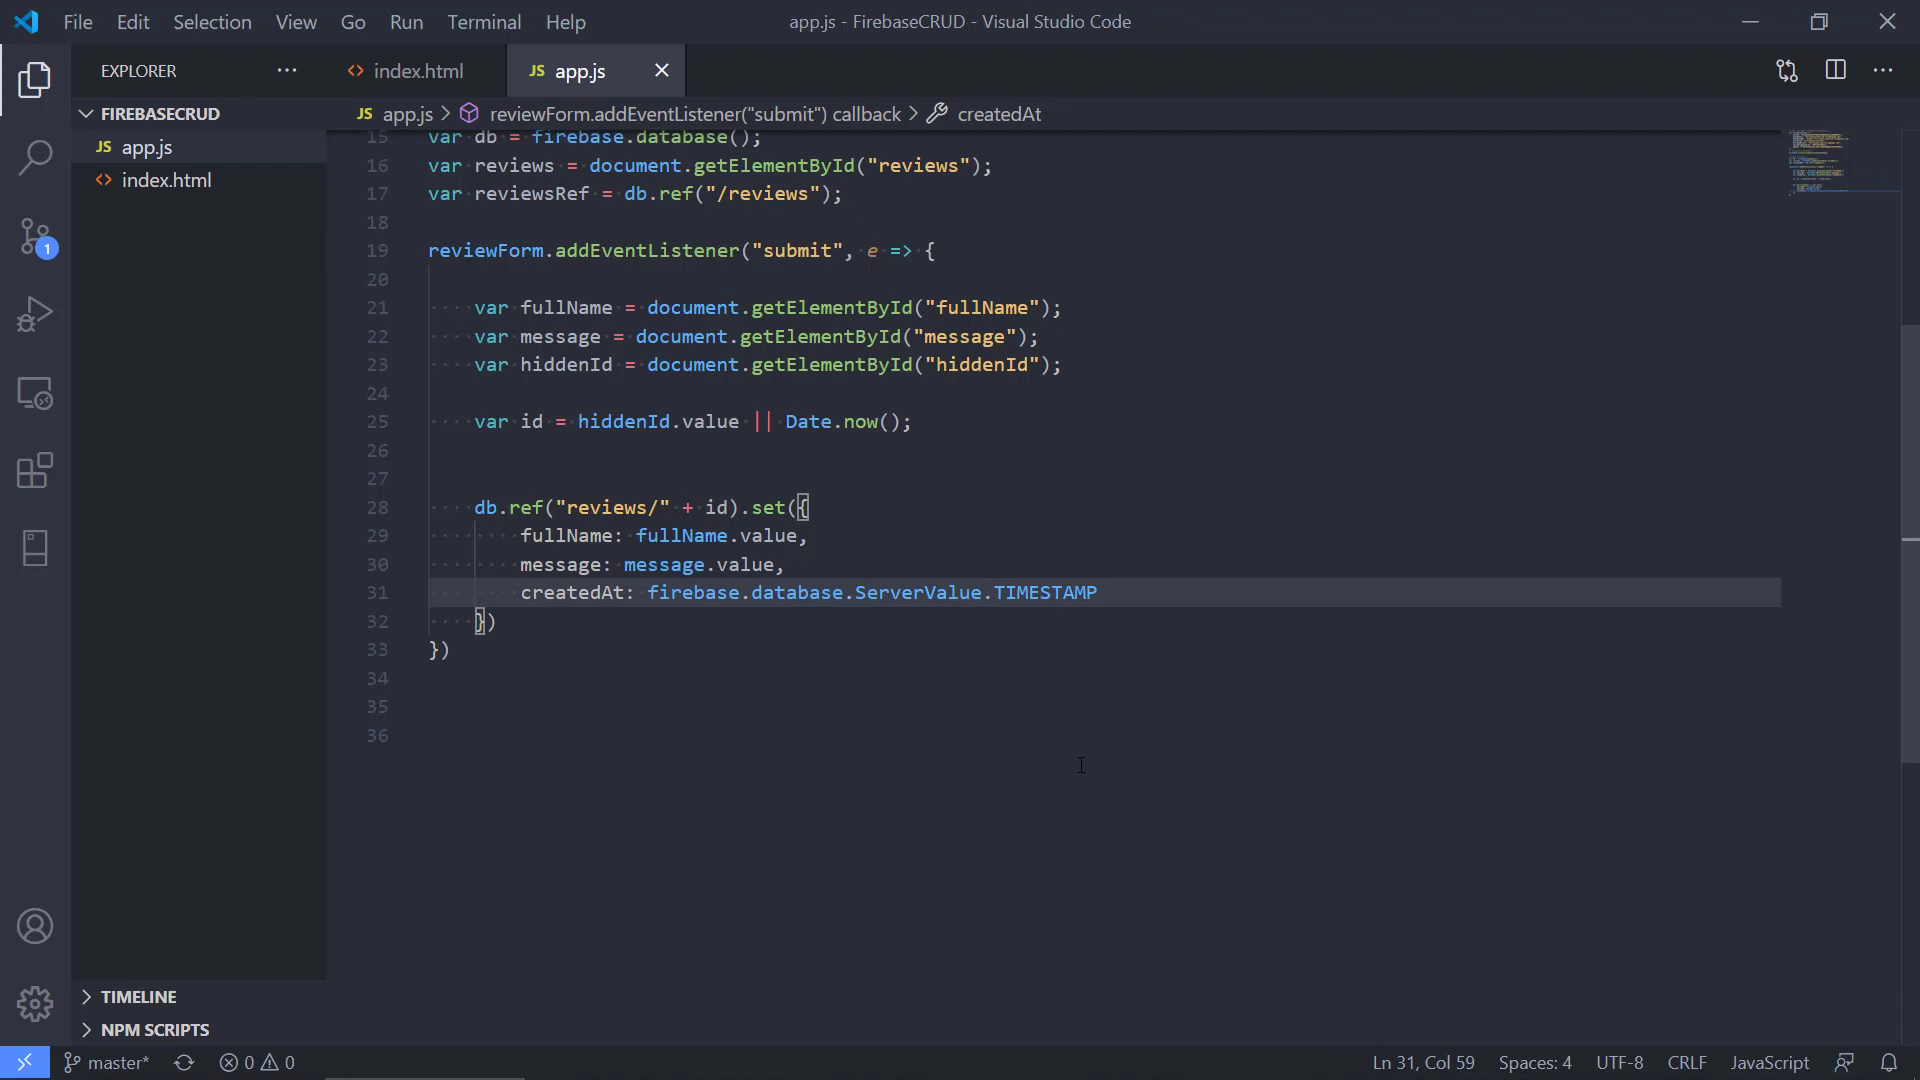 File Edit Selection View Go Run Terminal Help
app.js - FirebaseCRUD - Visual Studio Code
EXPLORER
index.html
JS app.js
FIREBASECRUD
JS app.js
index.html
JS app.js > reviewForm.addEventListener("submit") callback > createdAt
15 var db = firebase.database();
16 var reviews = document.getElementById("reviews");
17 var reviewsRef = db.ref("/reviews");
18
19 reviewForm.addEventListener("submit", e => {
20
21 var fullName = document.getElementById("fullName");
22 var message = document.getElementById("message");
23 var hiddenId = document.getElementById("hiddenId");
24
25 var id = hiddenId.value || Date.now();
26
27
28 db.ref("reviews/" + id).set({
29 fullName: fullName.value,
30 message: message.value,
31 createdAt: firebase.database.ServerValue.TIMESTAMP
32 })
33 })
34
35
36
1
TIMELINE
NPM SCRIPTS
master* 0 0
Ln 31, Col 59 Spaces: 4 UTF-8 CRLF JavaScript